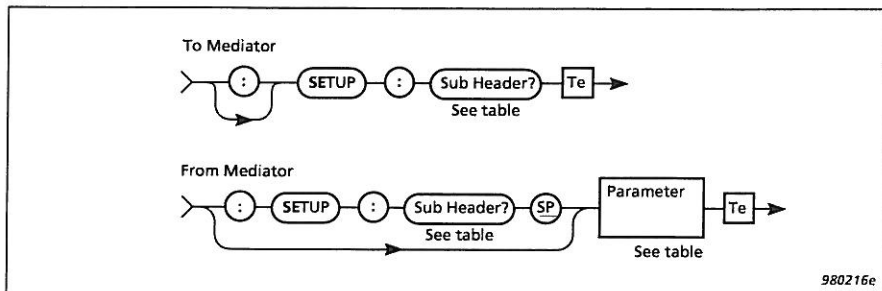 To Mediator
: SETUP : Sub Header? Te
See table
From Mediator
: SETUP : Sub Header? SP Parameter Te
See table See table
980216e